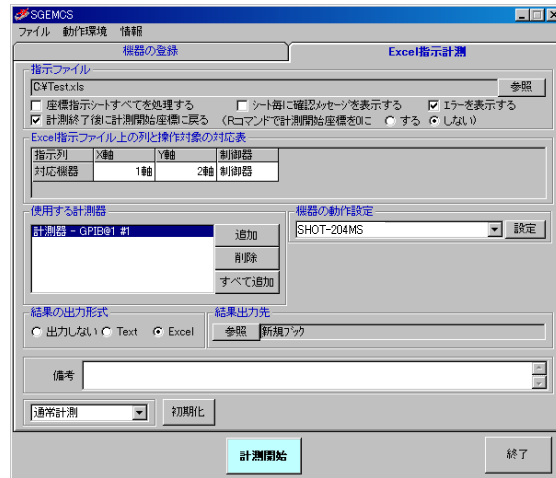 SGEMCS
ファイル 動作環境 情報
機器の登録 Excel指示計測
指示ファイル
C:¥Test.xls 参照
座標指示シートすべてを処理する シート毎に確認メッセージを表示する エラーを表示する
計測終了後に計測開始座標に戻る (Rコマンドで計測開始座標を0に する しない)
Excel指示ファイル上の列と操作対象の対応表
指示列 X軸 Y軸 制御器
対応機器 1軸 2軸 制御器
使用する計測器 機器の動作設定
計測器 - GPIB@1 #1 追加 SHOT-204MS 設定
削除
すべて追加
結果の出力形式 結果出力先
出力しない Text Excel 参照 新規ブック
備考
通常計測 初期化
計測開始 終了